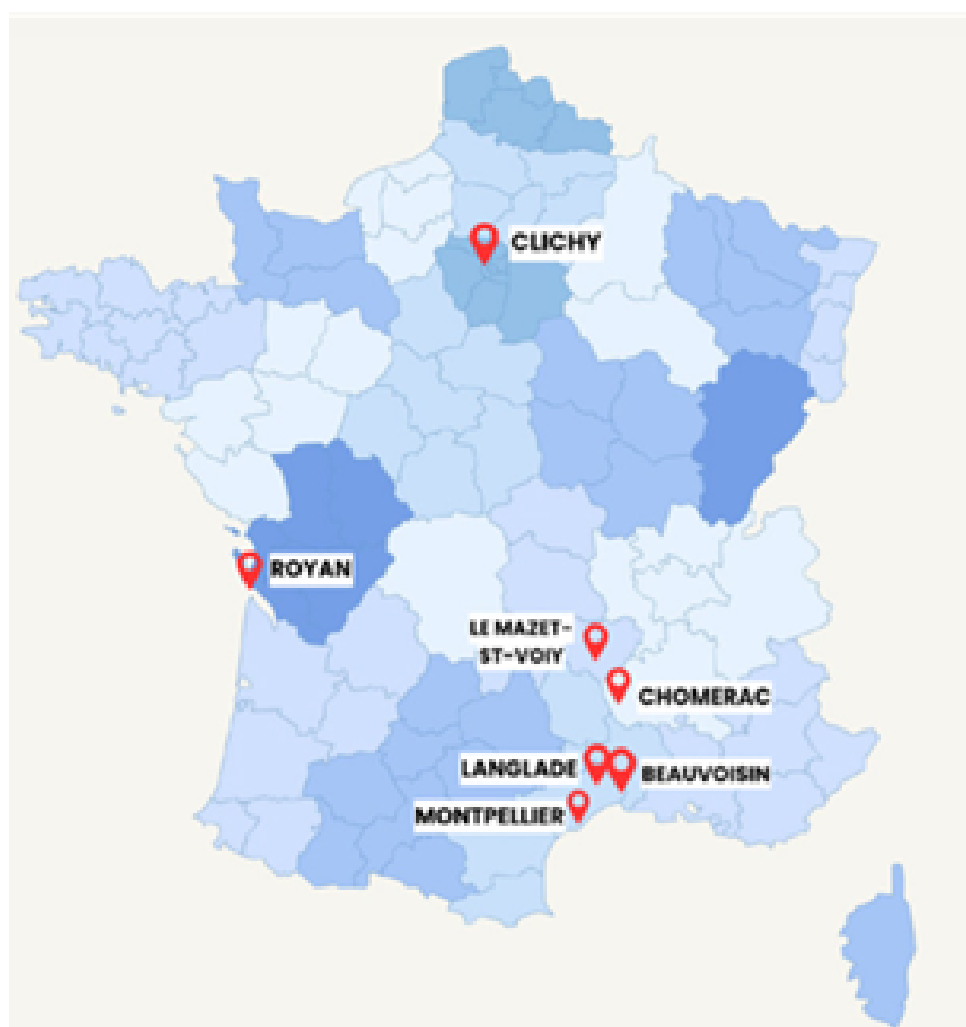 CLICHY
ROYAN
LE MAZET-
ST-VOIY
CHOMERAC
LANGLADE
BEAUVOISIN
MONTPELLIER